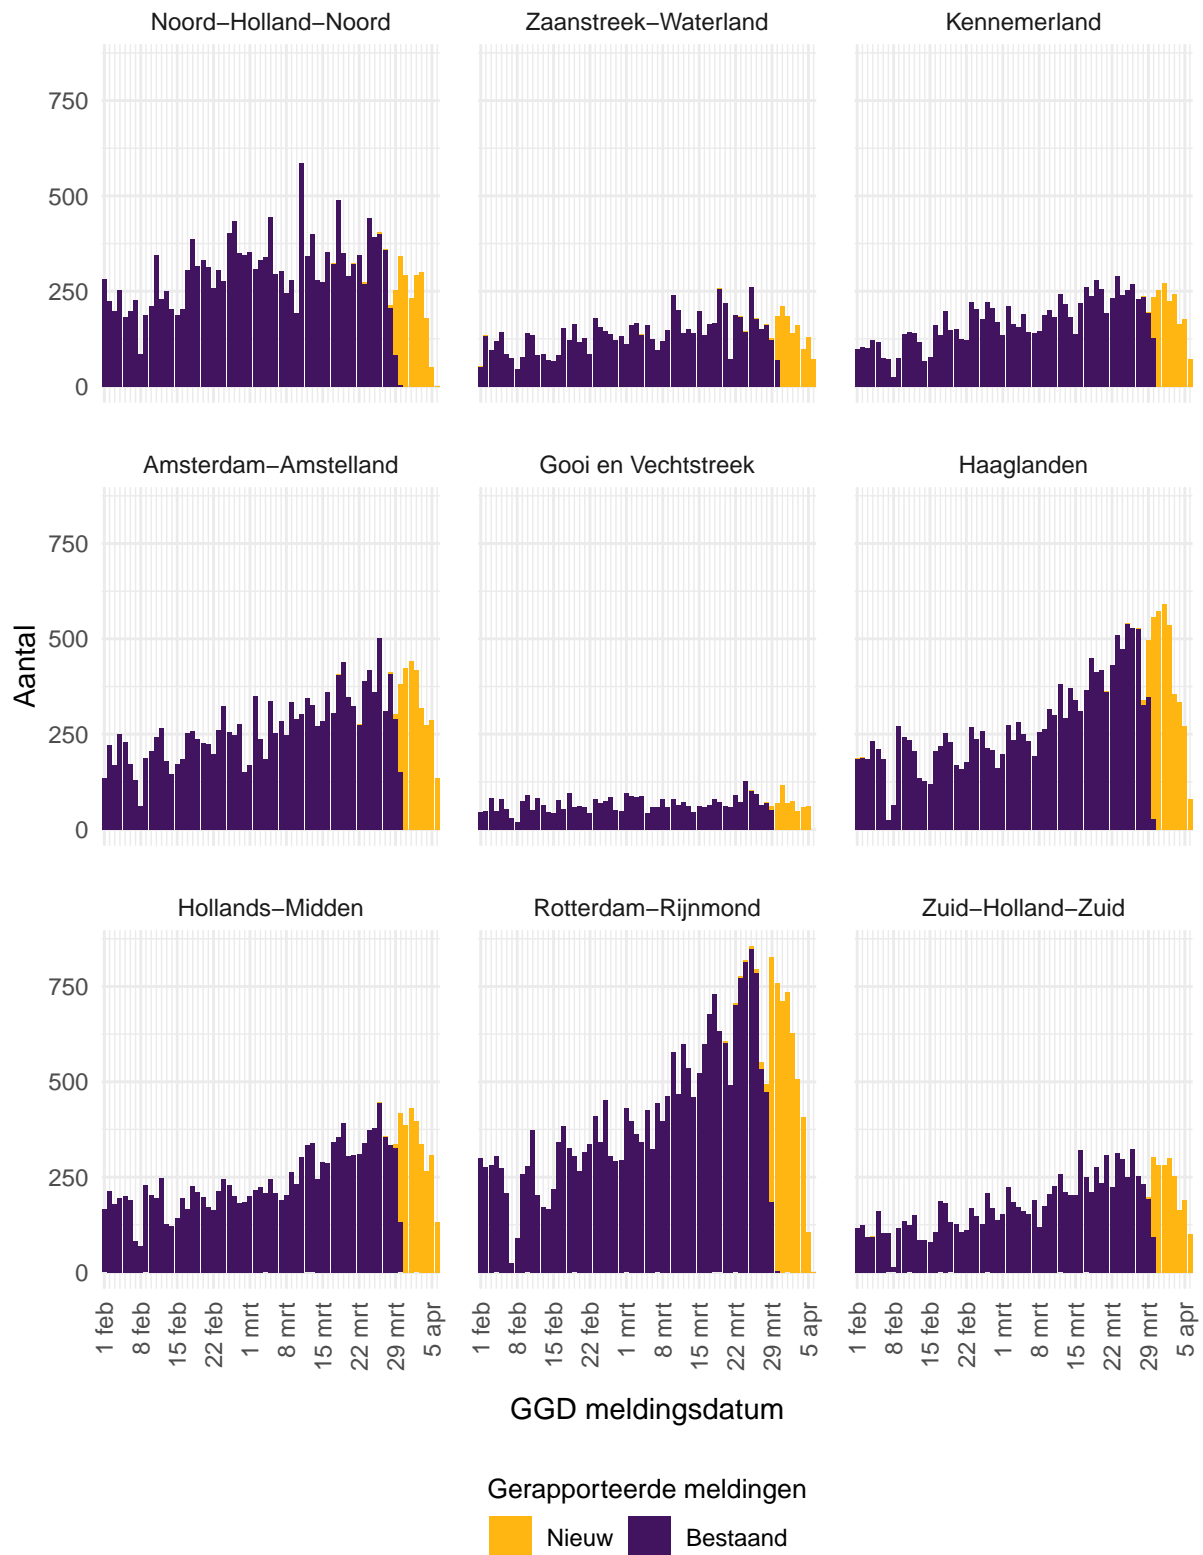 Noord−Holland−Noord
Zaanstreek−Waterland
Kennemerland
750
500
250
0
Amsterdam−Amstelland
Gooi en Vechtstreek
Haaglanden
750
500
250
0
Hollands−Midden
Rotterdam−Rijnmond
Zuid−Holland−Zuid
750
500
250
0
Aantal
1 feb
8 feb
15 feb
22 feb
1 mrt
8 mrt
15 mrt
22 mrt
29 mrt
5 apr
1 feb
8 feb
15 feb
22 feb
1 mrt
8 mrt
15 mrt
22 mrt
29 mrt
5 apr
1 feb
8 feb
15 feb
22 feb
1 mrt
8 mrt
15 mrt
22 mrt
29 mrt
5 apr
GGD meldingsdatum
Gerapporteerde meldingen
Nieuw
Bestaand